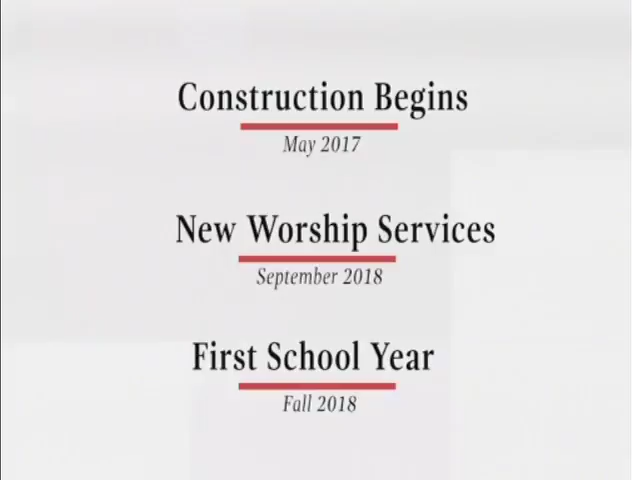 Construction Begins
May 2017
New Worship Services
September 2018
First School Year
Fall 2018